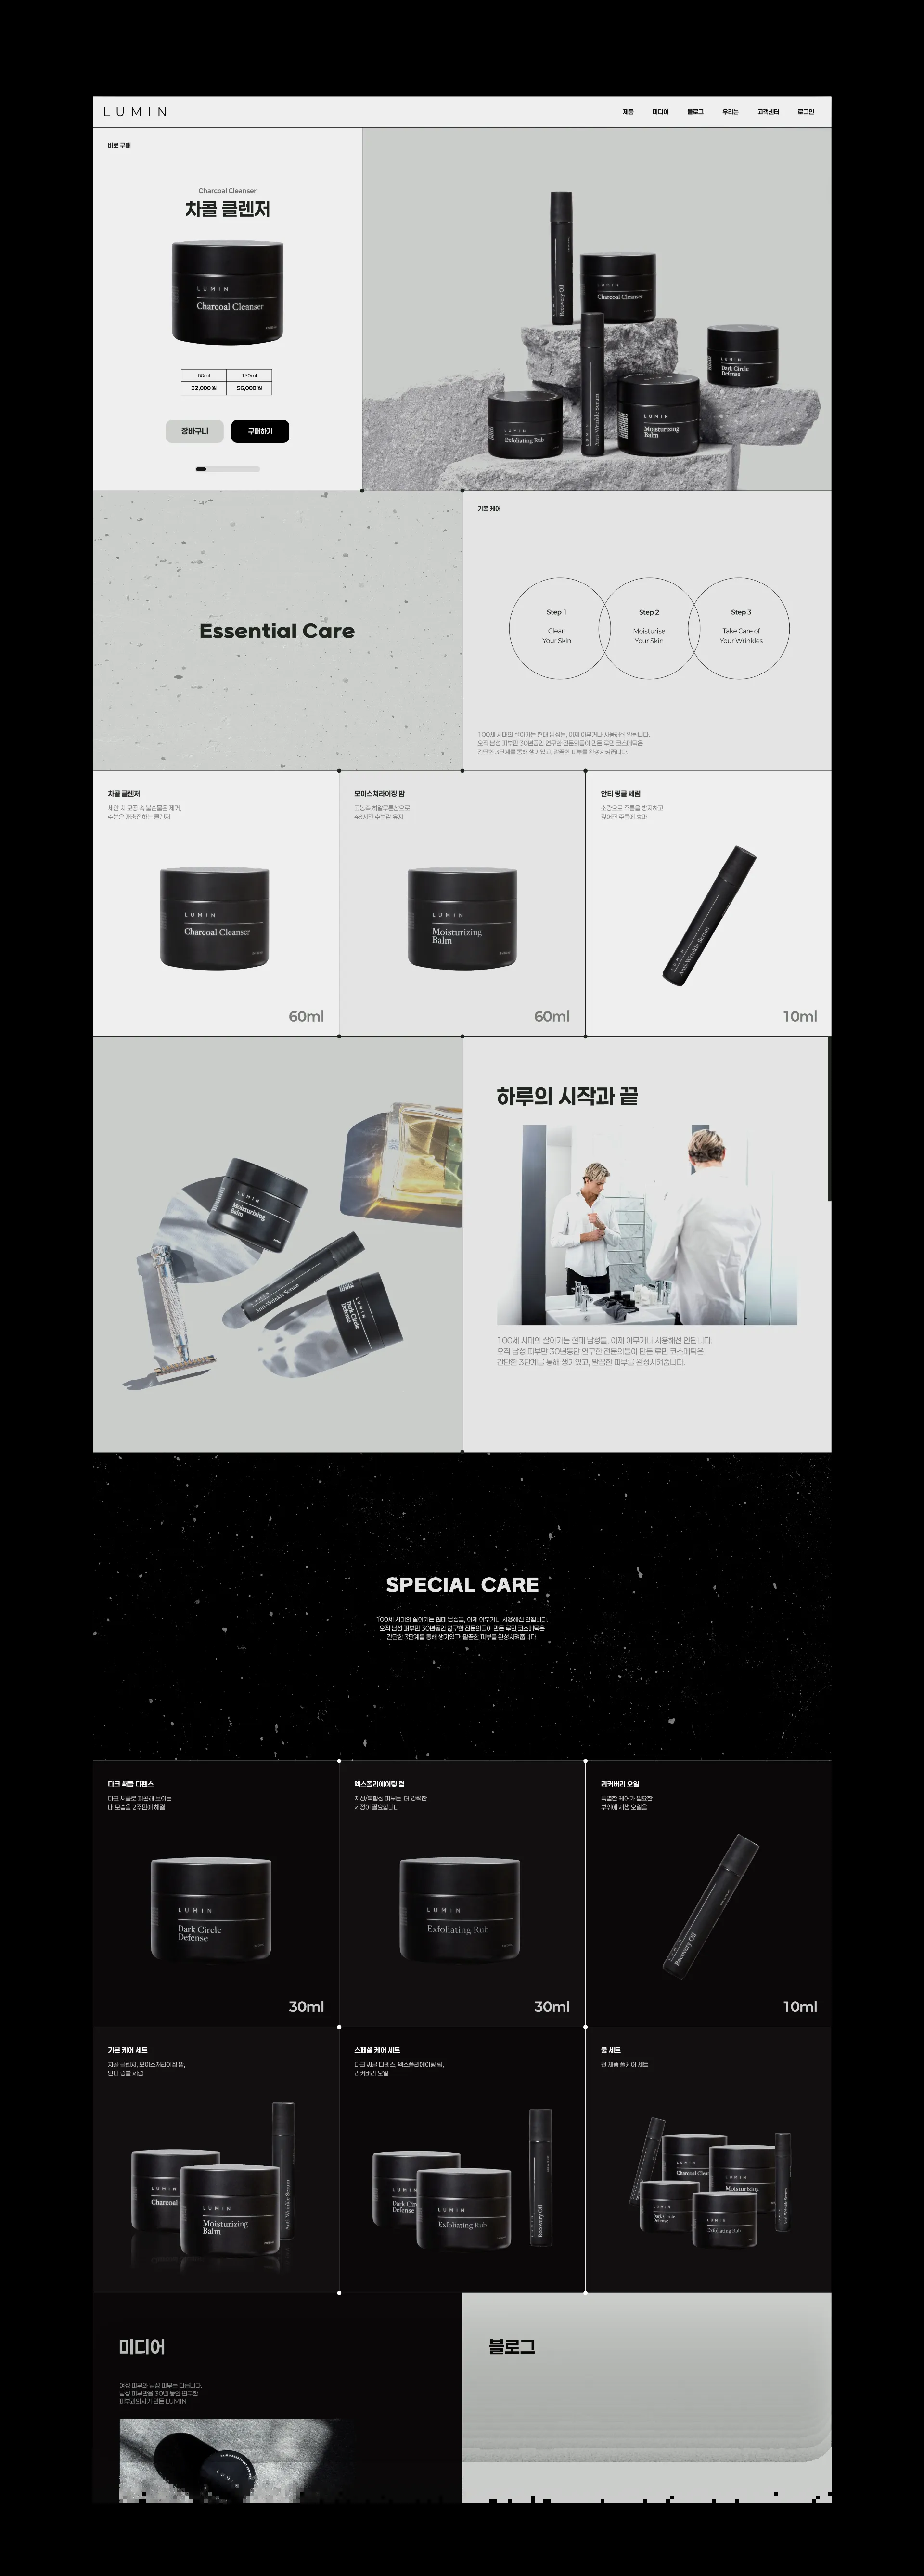 LUMIN
제품 미디어 블로그 우리는 고객센터 로그인
바로 구매
Charcoal Cleanser
차콜 클렌저
LUMIN
Charcoal Cleanser
60ml 150ml
32,000 원 56,000 원
장바구니 구매하기
Recovery Oil
LUMIN
Charcoal Cleanser
LUMIN
Dark Circle
Defense
LUMIN
Exfoliating Rub
Anti-Wrinkle Serum
LUMIN
Moisturizing
Balm
Essential Care
기본 케어
Step 1
Clean
Your Skin
Step 2
Moisturise
Your Skin
Step 3
Take Care of
Your Wrinkles
100세 시대의 살아가는 현대 남성들, 이제 아무거나 사용해선 안됩니다.
오직 남성 피부만 30년동안 연구한 전문의들이 만든 루민 코스메틱은
간단한 3단계를 통해 생기있고, 말끔한 피부를 완성시켜줍니다.
차콜 클렌저
세안 시 모공 속 불순물은 제거,
수분은 재충전하는 클렌저
LUMIN
Charcoal Cleanser
60ml
모이스쳐라이징 밤
고농축 히알루론산으로
48시간 수분감 유지
LUMIN
Moisturizing
Balm
60ml
안티 링클 세럼
소량으로 주름을 방지하고
깊어진 주름에 효과
LUMIN
Anti-Wrinkle Serum
10ml
LUMIN
Moisturizing
Balm
Anti-Wrinkle Serum
LUMIN
Dark Circle
Defense
하루의 시작과 끝
100세 시대의 살아가는 현대 남성들, 이제 아무거나 사용해선 안됩니다.
오직 남성 피부만 30년동안 연구한 전문의들이 만든 루민 코스메틱은
간단한 3단계를 통해 생기있고, 말끔한 피부를 완성시켜줍니다.
SPECIAL CARE
100세 시대의 살아가는 현대 남성들, 이제 아무거나 사용해선 안됩니다.
오직 남성 피부만 30년동안 연구한 전문의들이 만든 루민 코스메틱은
간단한 3단계를 통해 생기있고, 말끔한 피부를 완성시켜줍니다.
다크 써클 디펜스
다크 써클로 피곤해 보이는
내 모습을 2주만에 해결
LUMIN
Dark Circle
Defense
30ml
엑스폴리에이팅 럽
지성/복합성 피부는 더 강력한
세정이 필요합니다
LUMIN
Exfoliating Rub
30ml
리커버리 오일
특별한 케어가 필요한
부위에 재생 오일을
LUMIN
Recovery Oil
10ml
기본 케어 세트
차콜 클렌저, 모이스쳐라이징 밤,
안티 링클 세럼
LUMIN
Moisturizing
Balm
Anti-Wrinkle Serum
스페셜 케어 세트
다크 써클 디펜스, 엑스폴리에이팅 럽,
리커버리 오일
LUMIN
Exfoliating Rub
Recovery Oil
풀 세트
전 제품 풀케어 세트
LUMIN
Moisturizing
Dark Circle
Defense
LUMIN
Exfoliating Rub
Anti-Wrinkle Serum
미디어
여성 피부와 남성 피부는 다릅니다.
남성 피부만을 30년 동안 연구한
피부과의사가 만든 LUMIN
블로그